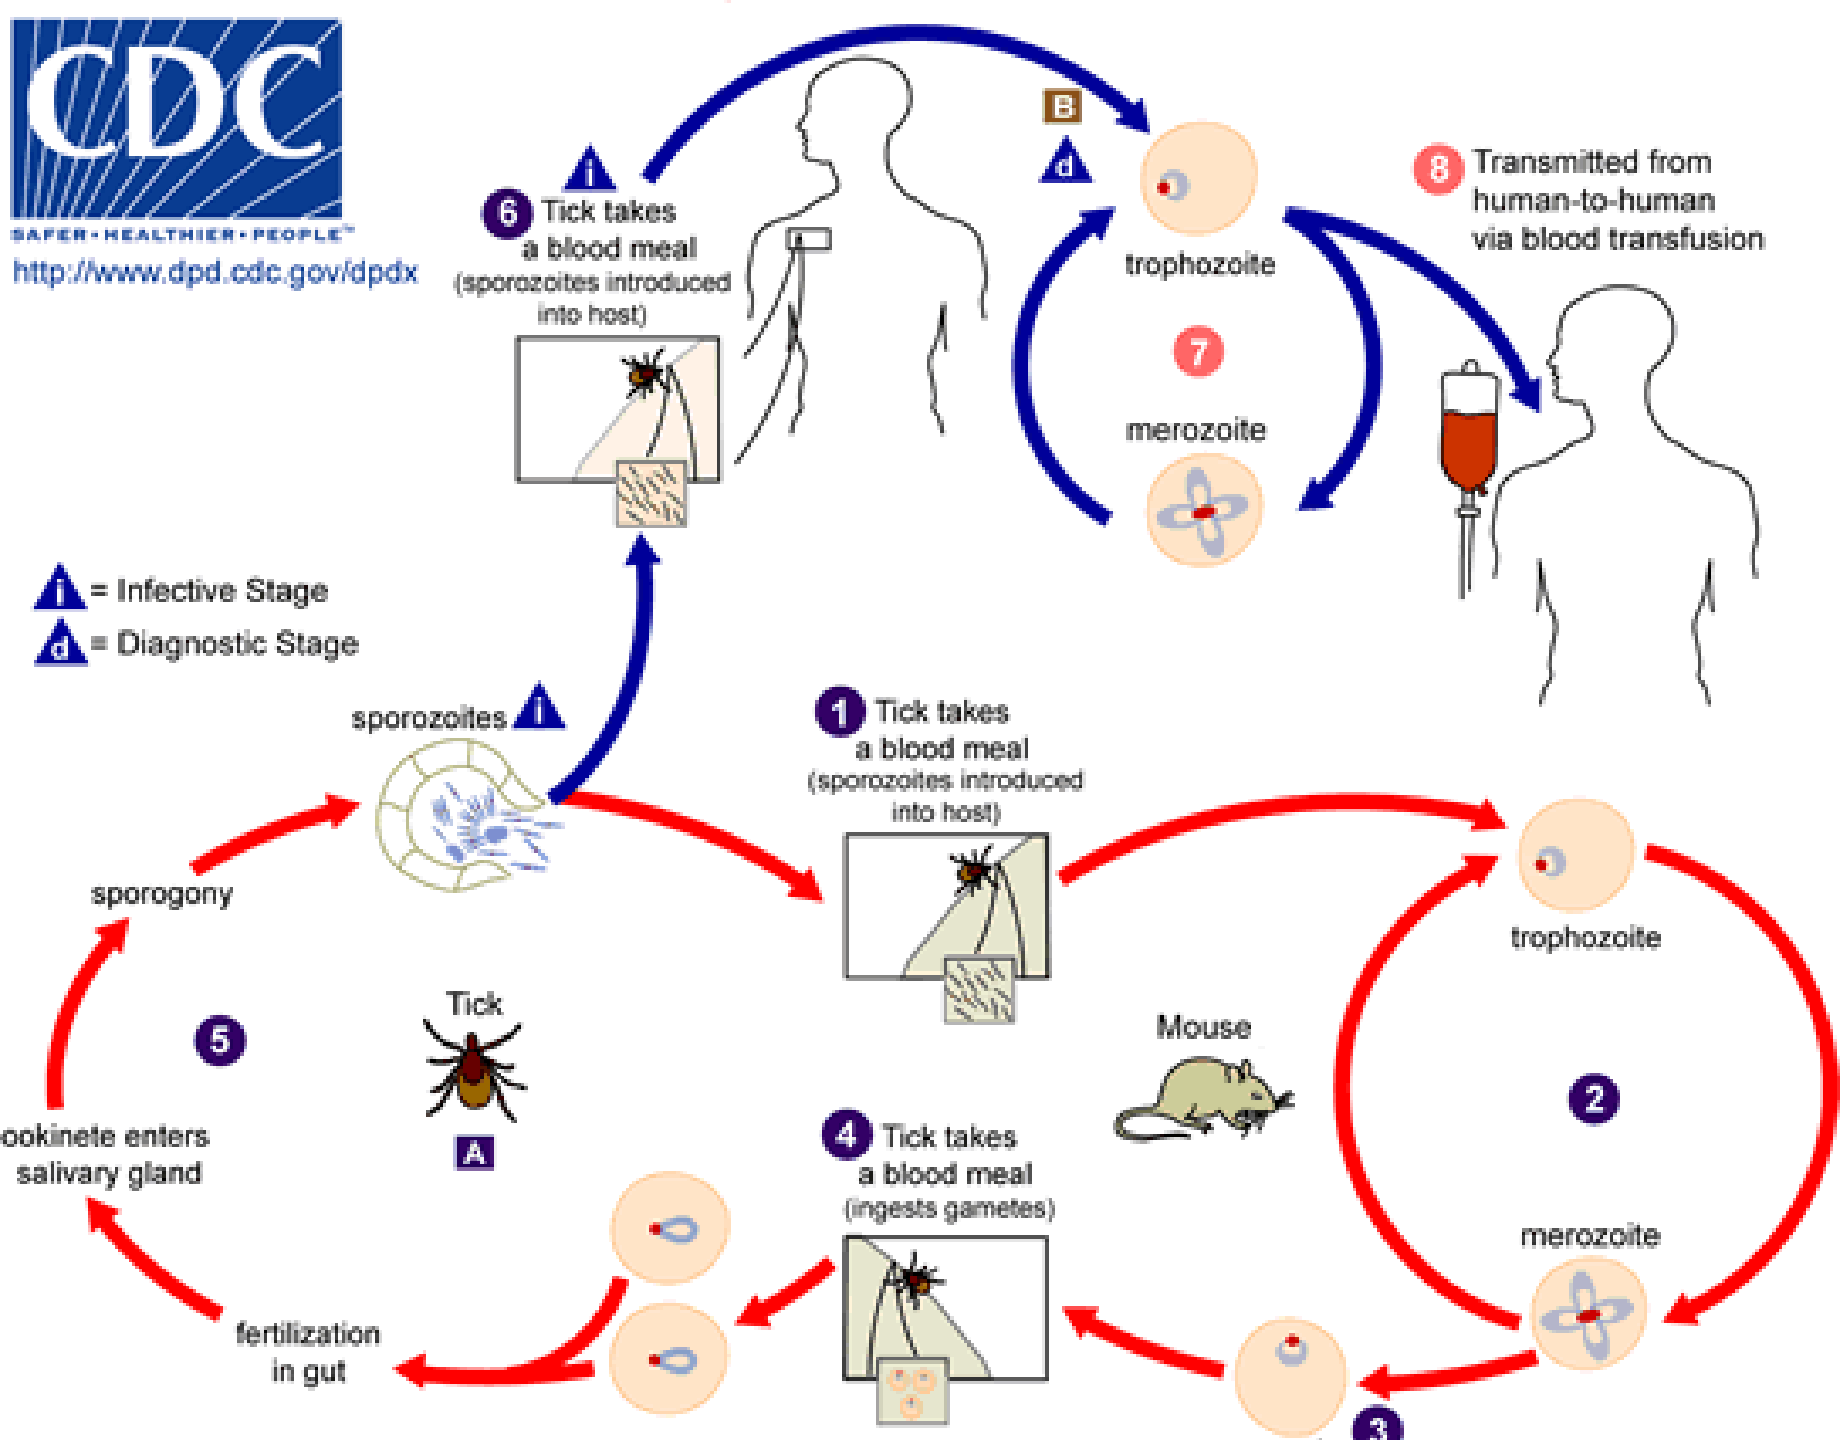 CDC
SAFER • HEALTHIER • PEOPLE™
http://www.dpd.cdc.gov/dpdx
i
6 Tick takes
a blood meal
(sporozoites introduced
into host)
B
d
trophozoite
7
merozoite
8 Transmitted from
human-to-human
via blood transfusion
i = Infective Stage
d = Diagnostic Stage
sporozoites i
1 Tick takes
a blood meal
(sporozoites introduced
into host)
trophozoite
sporogony
5
Tick
A
Mouse
2
ookinete enters
salivary gland
4 Tick takes
a blood meal
(ingests gametes)
merozoite
fertilization
in gut
3